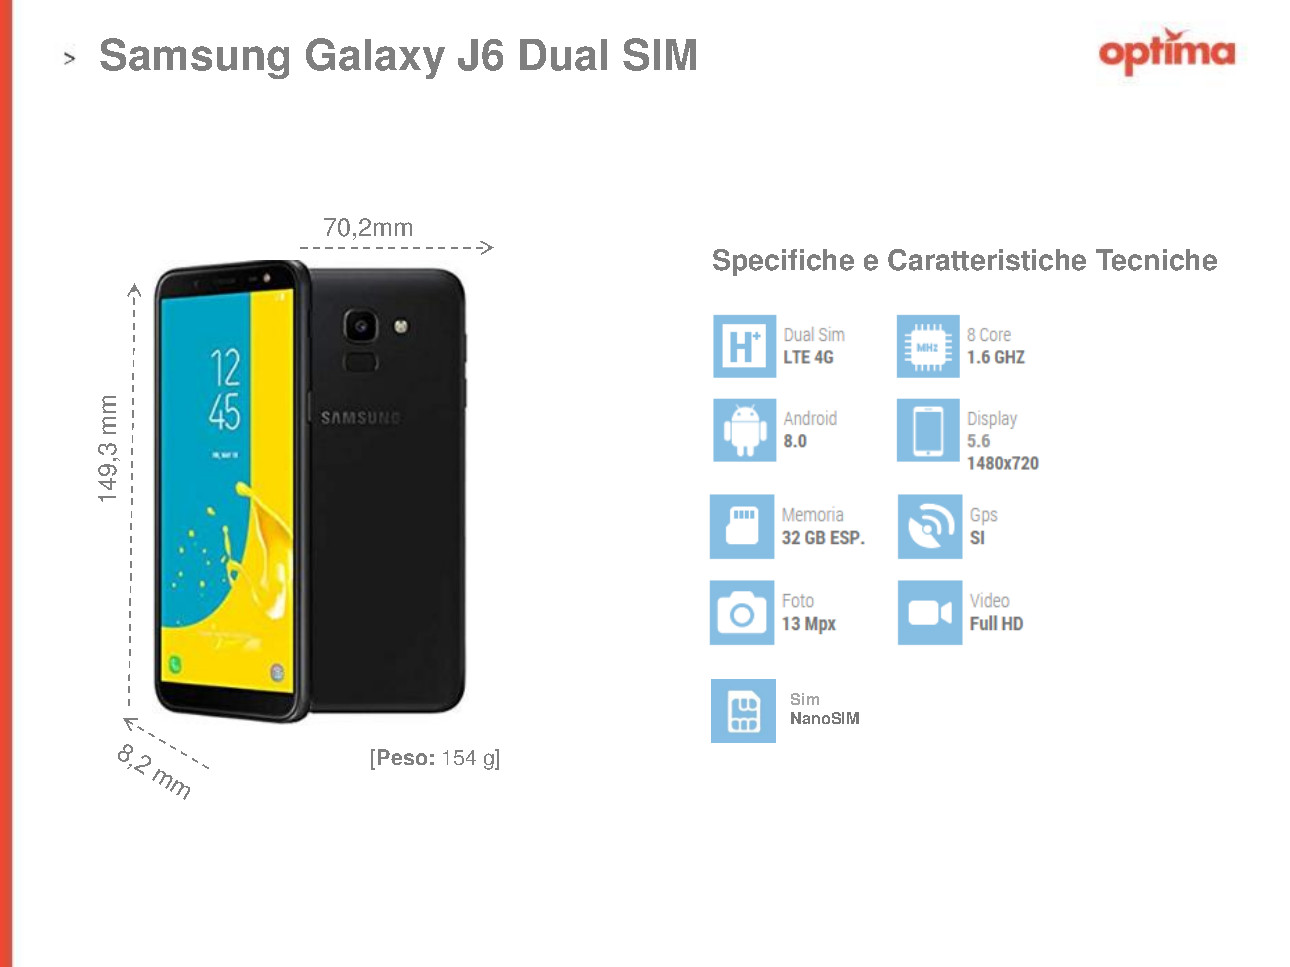 > Samsung Galaxy J6 Dual SIM
optima
70,2mm
149,3 mm
8,2 mm
12
45
SAMSUNG
[Peso: 154 g]
Specifiche e Caratteristiche Tecniche
H+
Dual Sim
LTE 4G
MHz
8 Core
1.6 GHZ
Android
8.0
Display
5.6
1480x720
Memoria
32 GB ESP.
Gps
SI
Foto
13 Mpx
Video
Full HD
Sim
NanoSIM